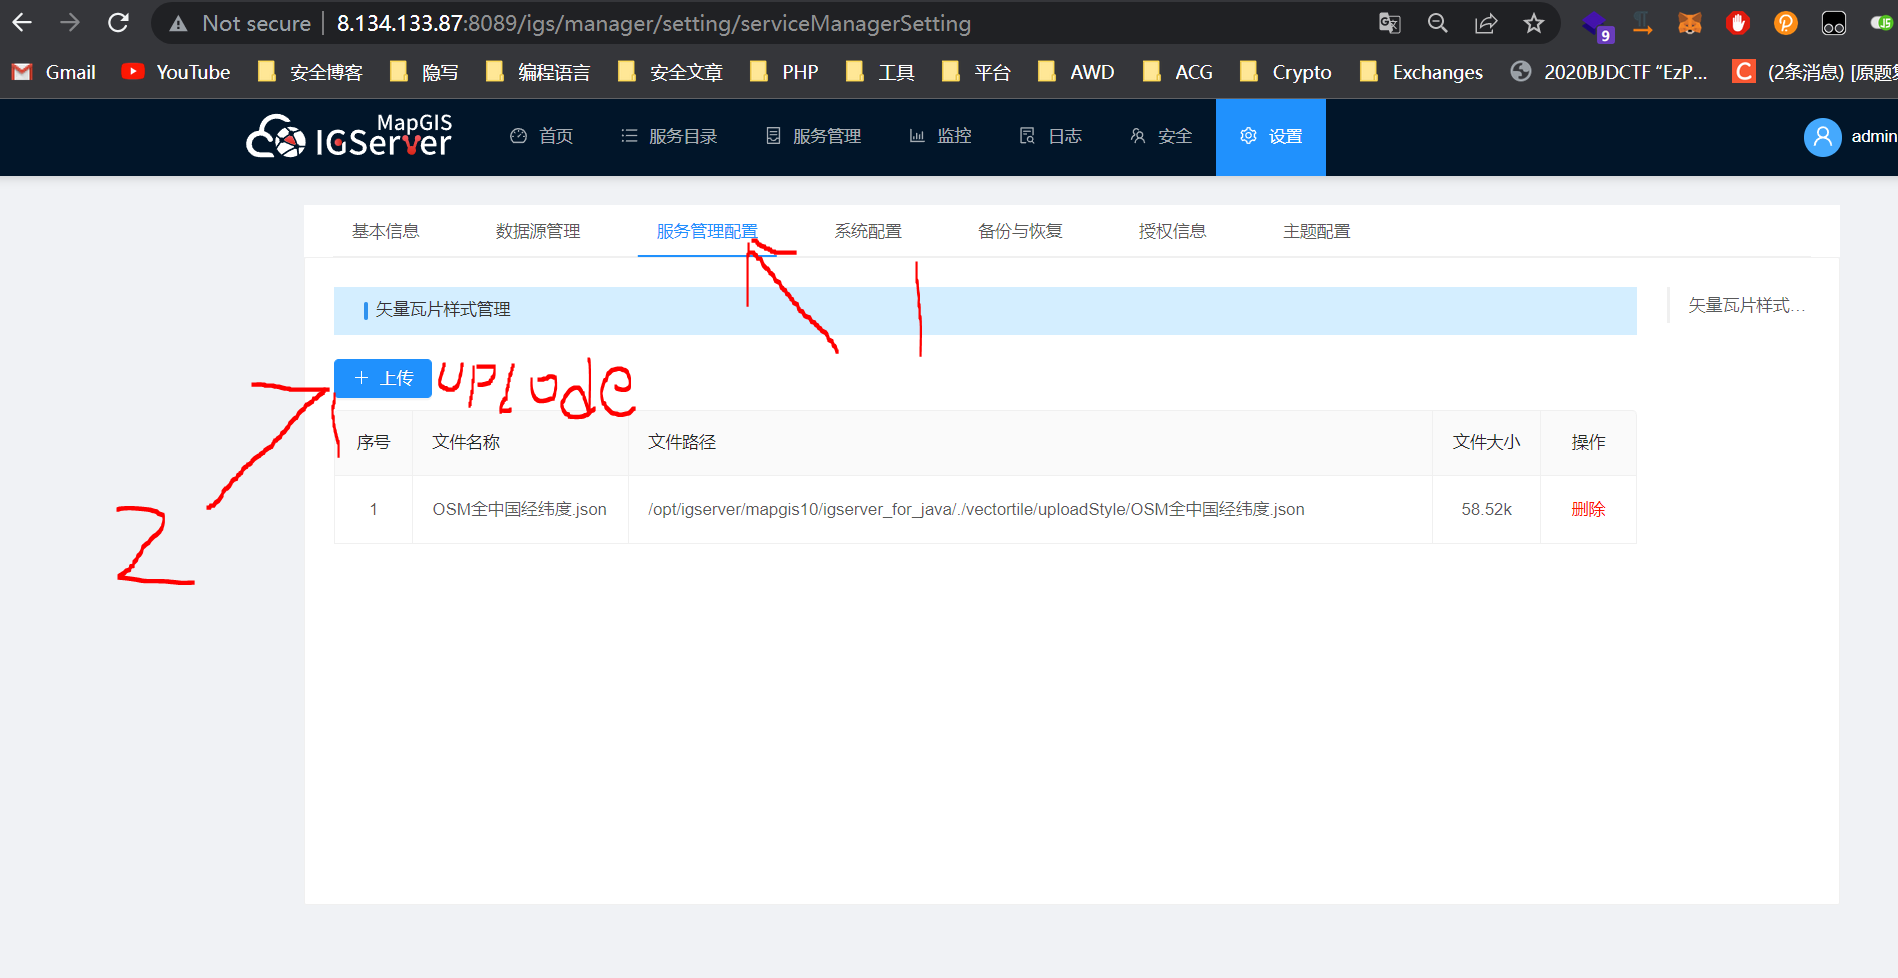 Not secure 8.134.133.87:8089/igs/manager/setting/serviceManagerSetting
9
Gmail YouTube 安全博客 隐写 编程语言 安全文章 PHP 工具 平台 AWD ACG Crypto Exchanges 2020BJDCTF “EzP... (2条消息) [原题
MapGIS
IGServer 首页 服务目录 服务管理 监控 日志 安全 设置 admin
基本信息 数据源管理 服务管理配置 系统配置 备份与恢复 授权信息 主题配置
1
矢量瓦片样式管理 矢量瓦片样式...
+ 上传 UPlode
2
序号 文件名称 文件路径 文件大小 操作
1 OSM全中国经纬度.json /opt/igserver/mapgis10/igserver_for_java/./vectortile/uploadStyle/OSM全中国经纬度.json 58.52k 删除